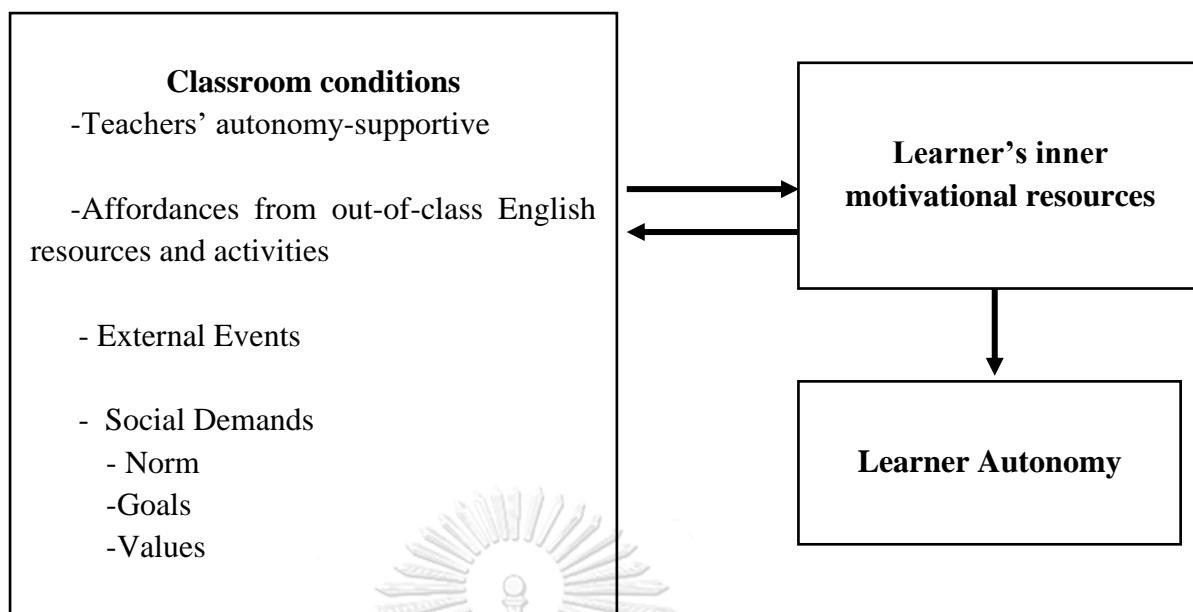 Classroom conditions
-Teachers’ autonomy-supportive
-Affordances from out-of-class English
resources and activities
- External Events
- Social Demands
- Norm
-Goals
-Values
Learner’s inner
motivational resources
Learner Autonomy